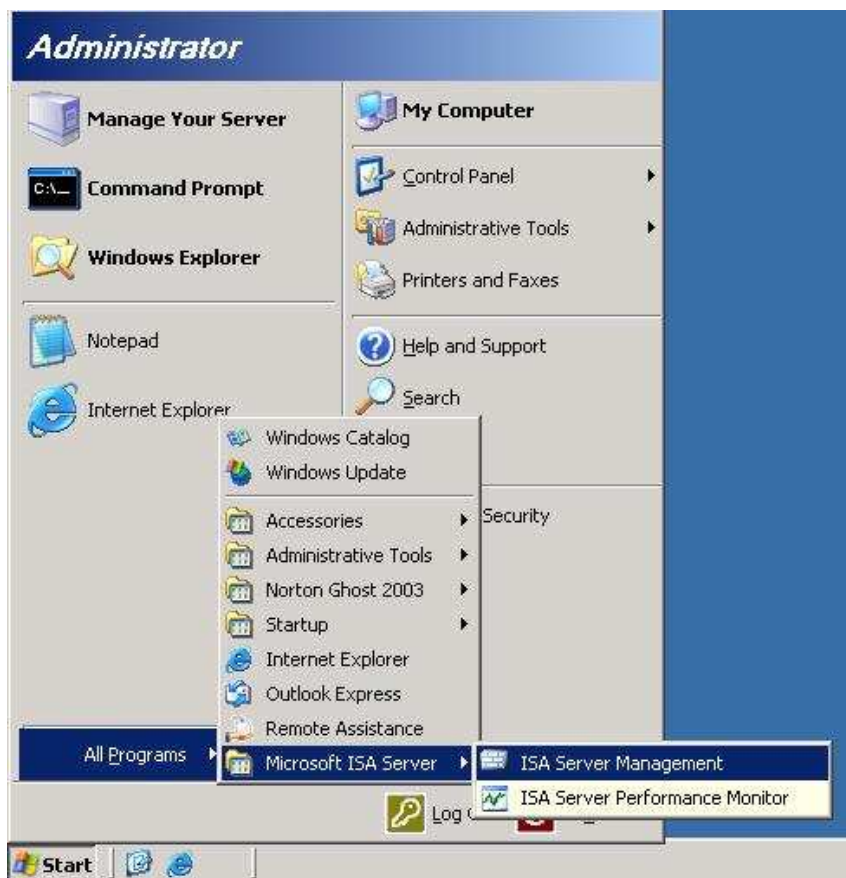 Administrator
Manage Your Server
Command Prompt
Windows Explorer
Notepad
Internet Explorer
My Computer
Control Panel
Administrative Tools
Printers and Faxes
Help and Support
Search
Security
Windows Catalog
Windows Update
Accessories
Administrative Tools
Norton Ghost 2003
Startup
Internet Explorer
Outlook Express
Remote Assistance
Microsoft ISA Server
ISA Server Management
ISA Server Performance Monitor
All Programs
Log
Start